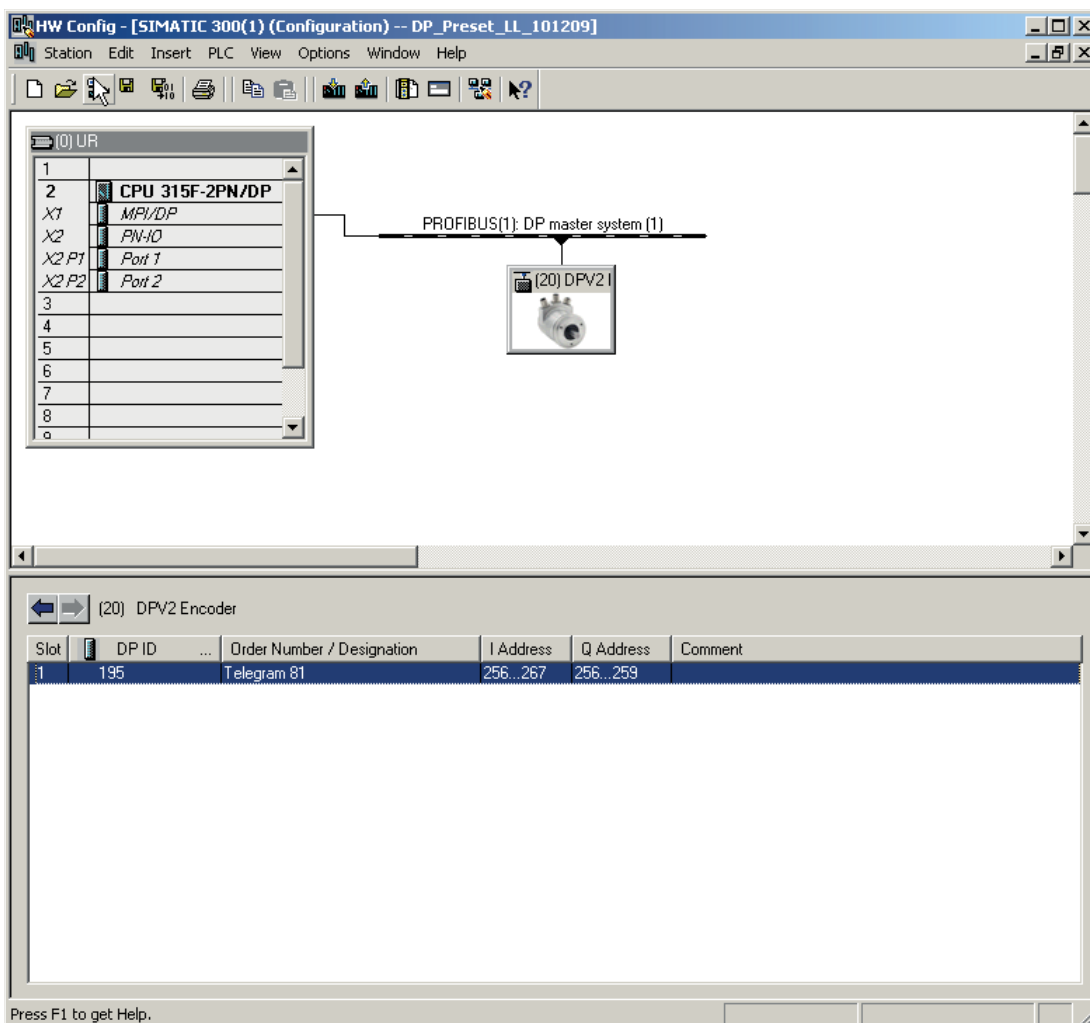 HW Config - [SIMATIC 300(1) (Configuration) -- DP_Preset_LL_101209]
Station Edit Insert PLC View Options Window Help
(0) UR
1
2 CPU 315F-2PN/DP
X1 MPI/DP
X2 PN-IO
X2 P1 Port 1
X2 P2 Port 2
3
4
5
6
7
8
9
PROFIBUS(1): DP master system (1)
(20) DPV2
(20) DPV2 Encoder
Slot DP ID ... Order Number / Designation I Address Q Address Comment
1 195 Telegram 81 256...267 256...259
Press F1 to get Help.